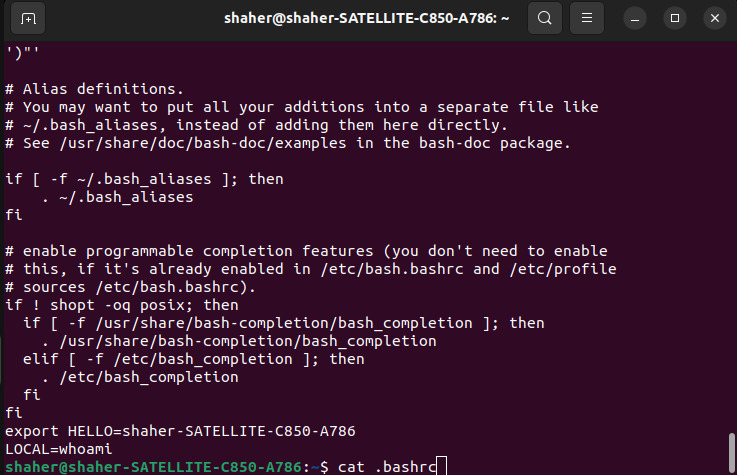 shaher@shaher-SATELLITE-C850-A786: ~
')"'
# Alias definitions.
# You may want to put all your additions into a separate file like
# ~/.bash_aliases, instead of adding them here directly.
# See /usr/share/doc/bash-doc/examples in the bash-doc package.
if [ -f ~/.bash_aliases ]; then
    . ~/.bash_aliases
fi
# enable programmable completion features (you don't need to enable
# this, if it's already enabled in /etc/bash.bashrc and /etc/profile
# sources /etc/bash.bashrc).
if ! shopt -oq posix; then
  if [ -f /usr/share/bash-completion/bash_completion ]; then
    . /usr/share/bash-completion/bash_completion
  elif [ -f /etc/bash_completion ]; then
    . /etc/bash_completion
  fi
fi
export HELLO=shaher-SATELLITE-C850-A786
LOCAL=whoami
shaher@shaher-SATELLITE-C850-A786:~$ cat .bashrc